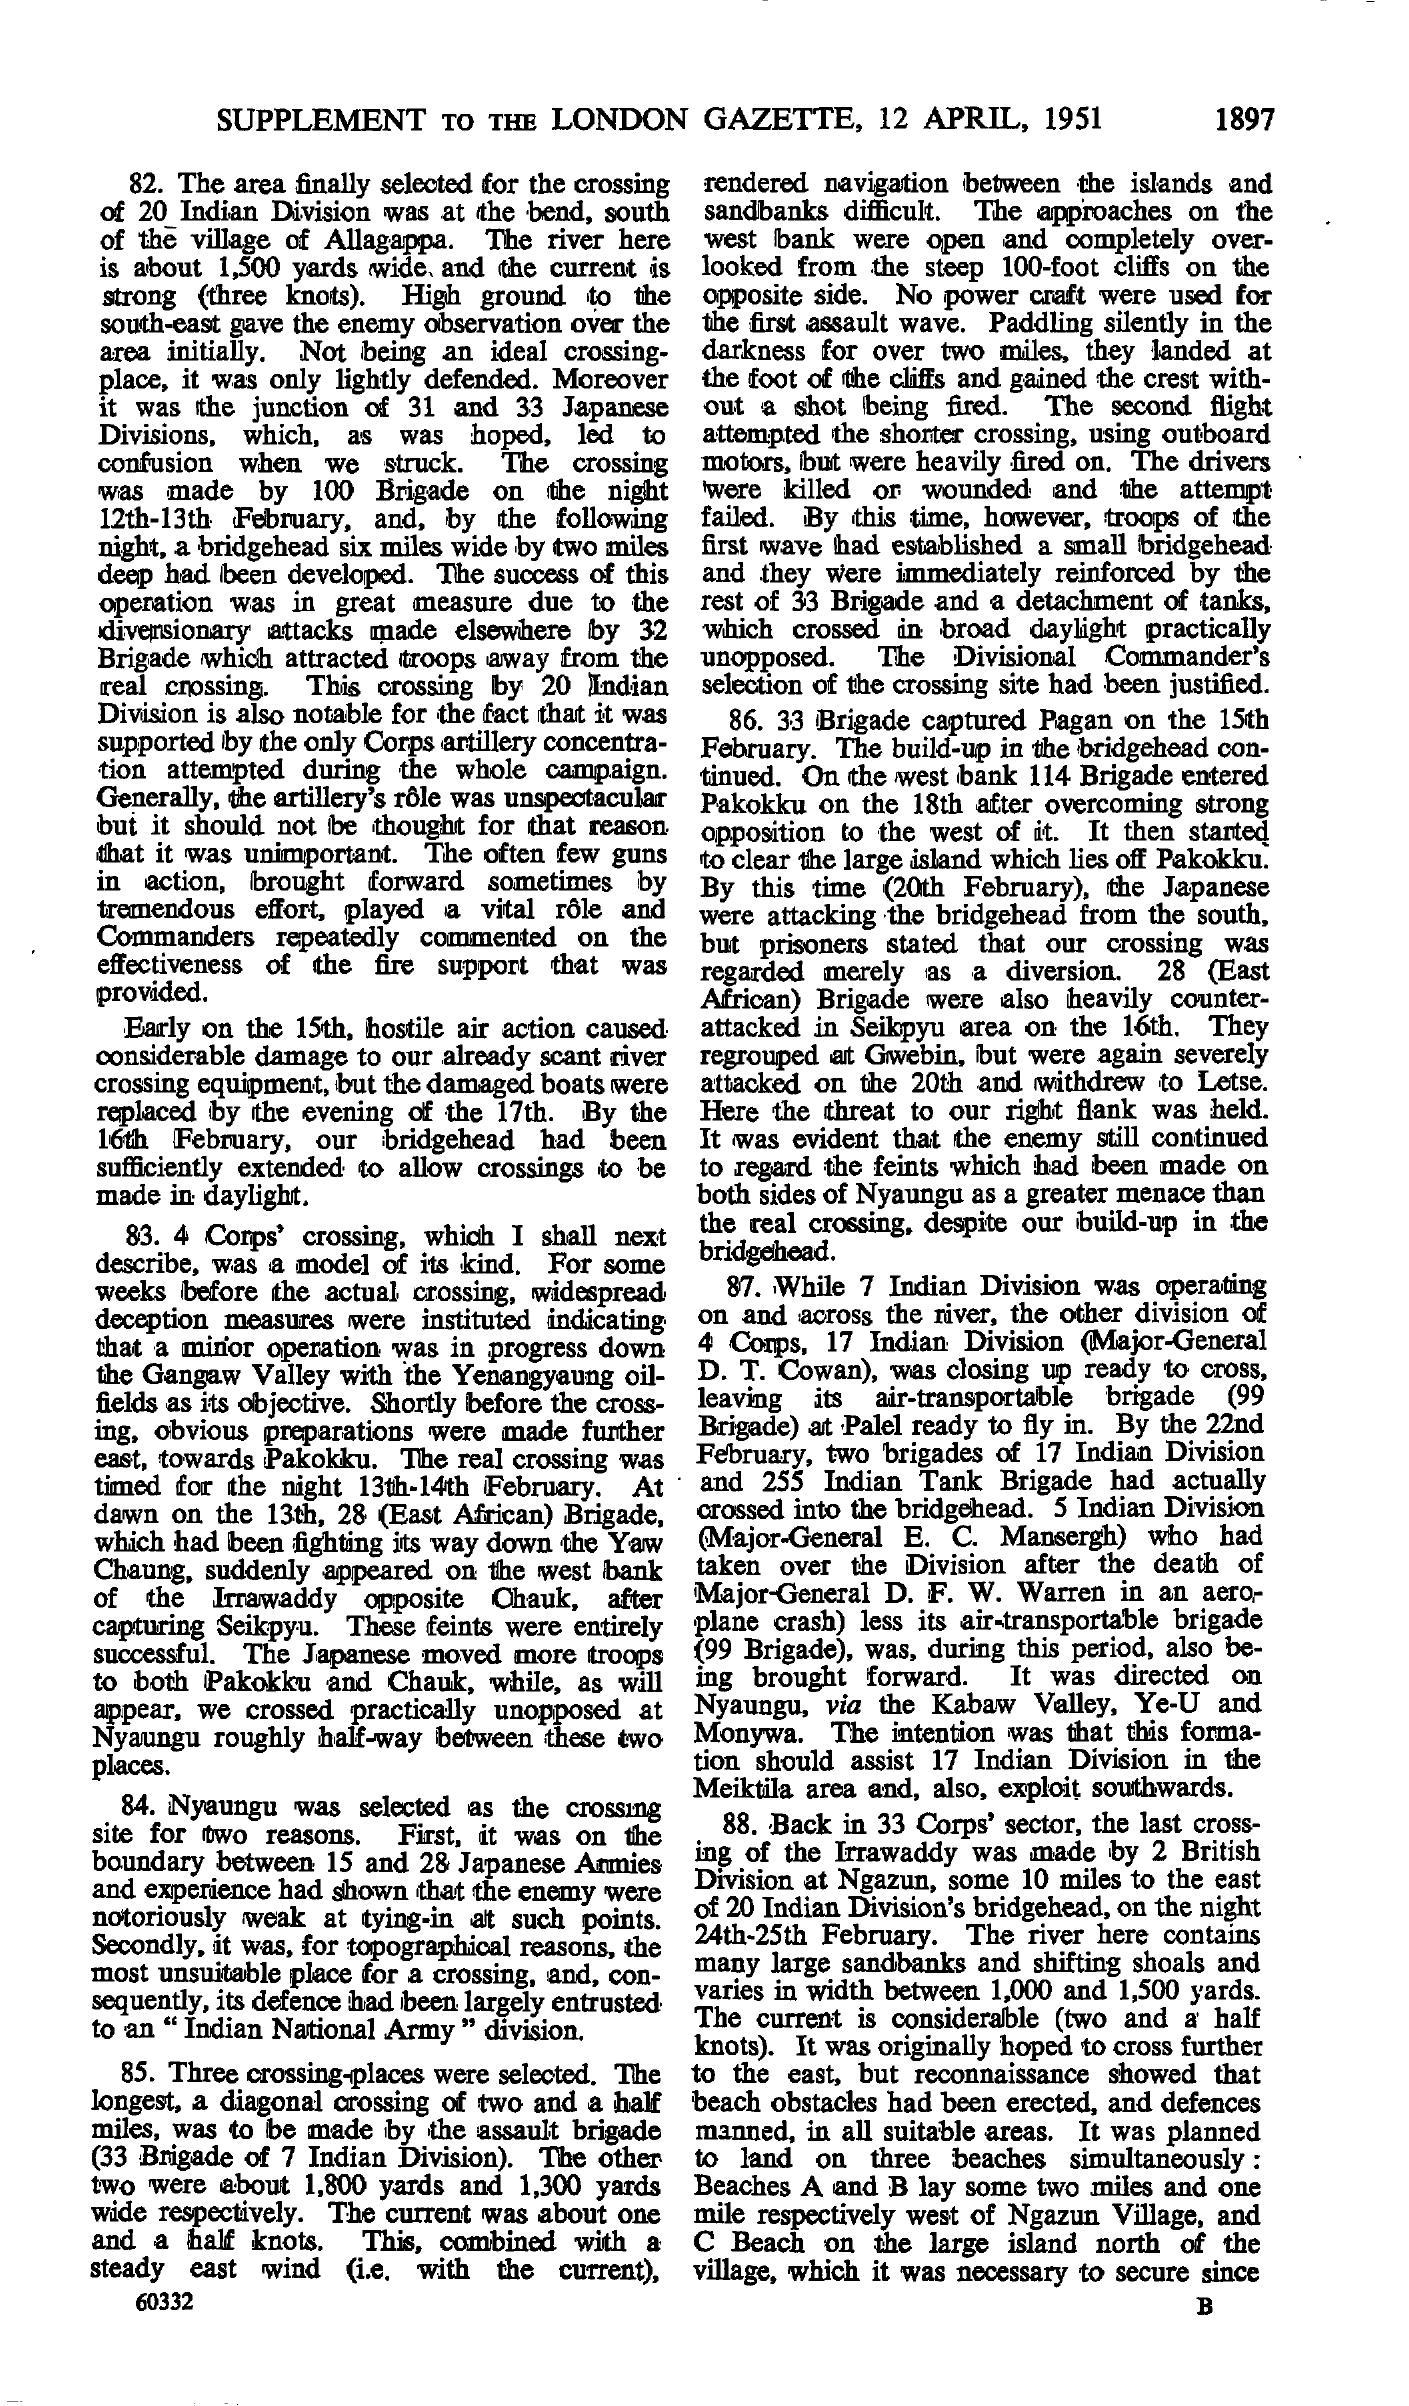 SUPPLEMENT TO THE LONDON GAZETTE, 12 APRIL, 1951 1897
82. The area finally selected for the crossing
of 20 Indian Division was at the bend, south
of the village of Allagappa. The river here
is about 1,500 yards wide, and the current is
strong (three knots). High ground to the
south-east gave the enemy observation over the
area initially. Not being an ideal crossing-
place, it was only lightly defended. Moreover
it was the junction of 31 and 33 Japanese
Divisions, which, as was hoped, led to
confusion when we struck. The crossing
was made by 100 Brigade on the night
12th-13th February, and, by the following
night, a bridgehead six miles wide by two miles
deep had been developed. The success of this
operation was in great measure due to the
diversionary attacks made elsewhere by 32
Brigade which attracted troops away from the
real crossing. This crossing by 20 Indian
Division is also notable for the fact that it was
supported by the only Corps artillery concentra-
tion attempted during the whole campaign.
Generally, the artillery's rôle was unspectacular
but it should not be thought for that reason
that it was unimportant. The often few guns
in action, brought forward sometimes by
tremendous effort, played a vital rôle and
Commanders repeatedly commented on the
effectiveness of the fire support that was
provided.
Early on the 15th, hostile air action caused
considerable damage to our already scant river
crossing equipment, but the damaged boats were
replaced by the evening of the 17th. By the
16th February, our bridgehead had been
sufficiently extended to allow crossings to be
made in daylight.
83. 4 Corps' crossing, which I shall next
describe, was a model of its kind. For some
weeks before the actual crossing, widespread
deception measures were instituted indicating
that a minor operation was in progress down
the Gangaw Valley with the Yenangyaung oil-
fields as its objective. Shortly before the cross-
ing, obvious preparations were made further
east, towards Pakokku. The real crossing was
timed for the night 13th-14th February. At
dawn on the 13th, 28 (East African) Brigade,
which had been fighting its way down the Yaw
Chaung, suddenly appeared on the west bank
of the Irrawaddy opposite Chauk, after
capturing Seikpyu. These feints were entirely
successful. The Japanese moved more troops
to both Pakokku and Chauk, while, as will
appear, we crossed practically unopposed at
Nyaungu roughly half-way between these two
places.
84. Nyaungu was selected as the crossing
site for two reasons. First, it was on the
boundary between 15 and 28 Japanese Armies
and experience had shown that the enemy were
notoriously weak at tying-in at such points.
Secondly, it was, for topographical reasons, the
most unsuitable place for a crossing, and, con-
sequently, its defence had been largely entrusted
to an " Indian National Army " division.
85. Three crossing-places were selected. The
longest, a diagonal crossing of two and a half
miles, was to be made by the assault brigade
(33 Brigade of 7 Indian Division). The other
two were about 1,800 yards and 1,300 yards
wide respectively. The current was about one
and a half knots. This, combined with a
steady east wind (i.e. with the current),
60332
rendered navigation between the islands and
sandbanks difficult. The approaches on the
west bank were open and completely over-
looked from the steep 100-foot cliffs on the
opposite side. No power craft were used for
the first assault wave. Paddling silently in the
darkness for over two miles, they landed at
the foot of the cliffs and gained the crest with-
out a shot being fired. The second flight
attempted the shorter crossing, using outboard
motors, but were heavily fired on. The drivers
were killed or wounded and the attempt
failed. By this time, however, troops of the
first wave had established a small bridgehead
and they were immediately reinforced by the
rest of 33 Brigade and a detachment of tanks,
which crossed in broad daylight practically
unopposed. The Divisional Commander's
selection of the crossing site had been justified.
86. 33 Brigade captured Pagan on the 15th
February. The build-up in the bridgehead con-
tinued. On the west bank 114 Brigade entered
Pakokku on the 18th after overcoming strong
opposition to the west of it. It then started
to clear the large island which lies off Pakokku.
By this time (20th February), the Japanese
were attacking the bridgehead from the south,
but prisoners stated that our crossing was
regarded merely as a diversion. 28 (East
African) Brigade were also heavily counter-
attacked in Seikpyu area on the 16th. They
regrouped at Gwebin, but were again severely
attacked on the 20th and withdrew to Letse.
Here the threat to our right flank was held.
It was evident that the enemy still continued
to regard the feints which had been made on
both sides of Nyaungu as a greater menace than
the real crossing, despite our build-up in the
bridgehead.
87. While 7 Indian Division was operating
on and across the river, the other division of
4 Corps, 17 Indian Division (Major-General
D. T. Cowan), was closing up ready to cross,
leaving its air-transportable brigade (99
Brigade) at Palel ready to fly in. By the 22nd
February, two brigades of 17 Indian Division
and 255 Indian Tank Brigade had actually
crossed into the bridgehead. 5 Indian Division
(Major-General E. C. Mansergh) who had
taken over the Division after the death of
Major-General D. F. W. Warren in an aero-
plane crash) less its air-transportable brigade
(99 Brigade), was, during this period, also be-
ing brought forward. It was directed on
Nyaungu, via the Kabaw Valley, Ye-U and
Monywa. The intention was that this forma-
tion should assist 17 Indian Division in the
Meiktila area and, also, exploit southwards.
88. Back in 33 Corps' sector, the last cross-
ing of the Irrawaddy was made by 2 British
Division at Ngazun, some 10 miles to the east
of 20 Indian Division's bridgehead, on the night
24th-25th February. The river here contains
many large sandbanks and shifting shoals and
varies in width between 1,000 and 1,500 yards.
The current is considerable (two and a half
knots). It was originally hoped to cross further
to the east, but reconnaissance showed that
beach obstacles had been erected, and defences
manned, in all suitable areas. It was planned
to land on three beaches simultaneously :
Beaches A and B lay some two miles and one
mile respectively west of Ngazun Village, and
C Beach on the large island north of the
village, which it was necessary to secure since
B